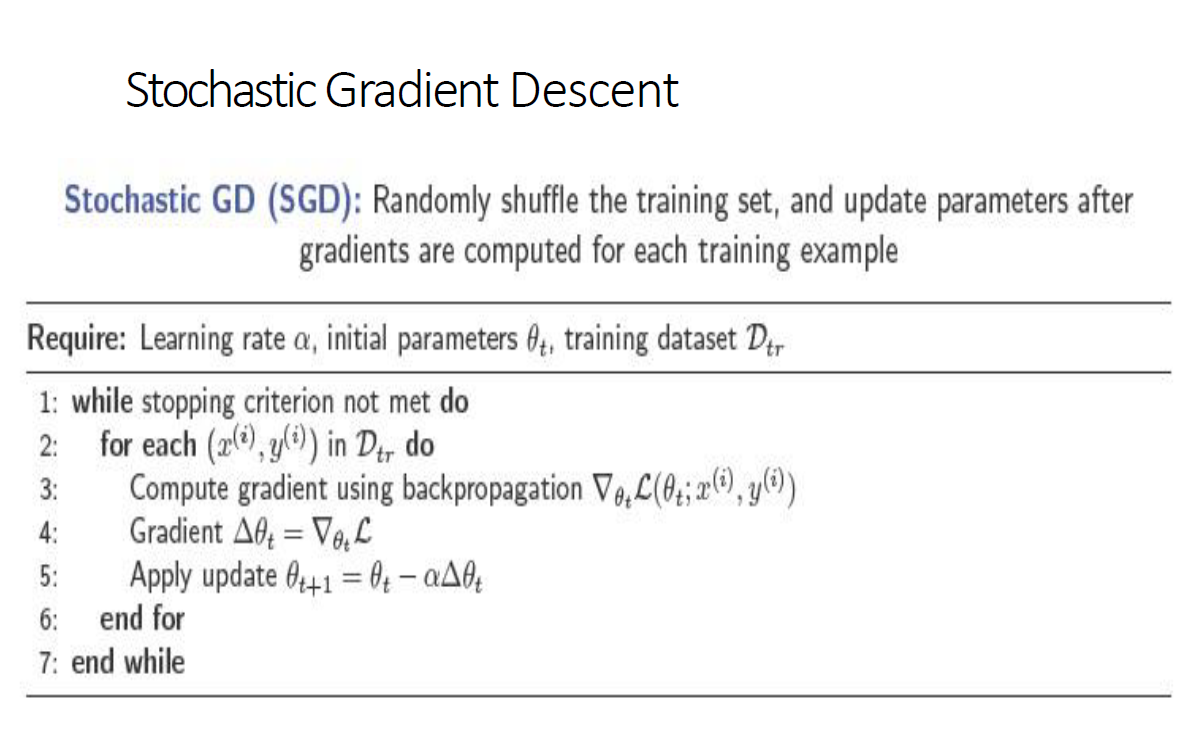 Stochastic Gradient Descent
Stochastic GD (SGD): Randomly shuffle the training set, and update parameters after
gradients are computed for each training example
Require: Learning rate α, initial parameters θₜ, training dataset 𝒟ₜᵣ
1: while stopping criterion not met do
2: for each (x⁽ⁱ⁾, y⁽ⁱ⁾) in 𝒟ₜᵣ do
3: Compute gradient using backpropagation ∇_θₜ ℒ(θₜ; x⁽ⁱ⁾, y⁽ⁱ⁾)
4: Gradient Δθₜ = ∇_θₜ ℒ
5: Apply update θₜ₊₁ = θₜ − αΔθₜ
6: end for
7: end while